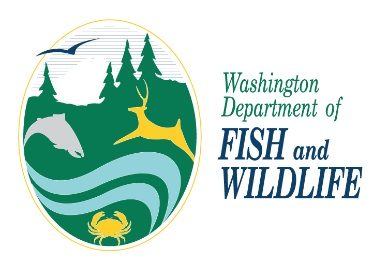 Washington
Department of
FISH and
WILDLIFE